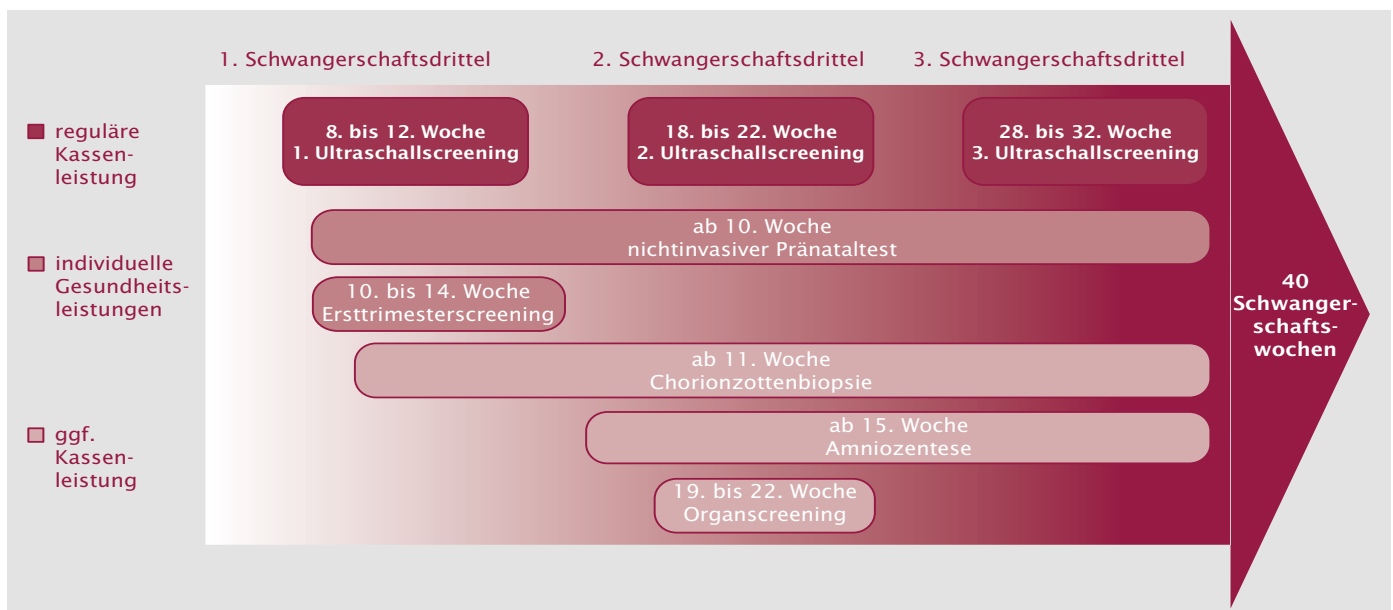 1. Schwangerschaftsdrittel
2. Schwangerschaftsdrittel
3. Schwangerschaftsdrittel
reguläre
Kassen-
leistung
8. bis 12. Woche
1. Ultraschallscreening
18. bis 22. Woche
2. Ultraschallscreening
28. bis 32. Woche
3. Ultraschallscreening
ab 10. Woche
nichtinvasiver Pränataltest
individuelle
Gesundheits-
leistungen
10. bis 14. Woche
Ersttrimesterscreening
40
Schwanger-
schafts-
wochen
ab 11. Woche
Chorionzottenbiopsie
ggf.
Kassen-
leistung
ab 15. Woche
Amniozentese
19. bis 22. Woche
Organscreening